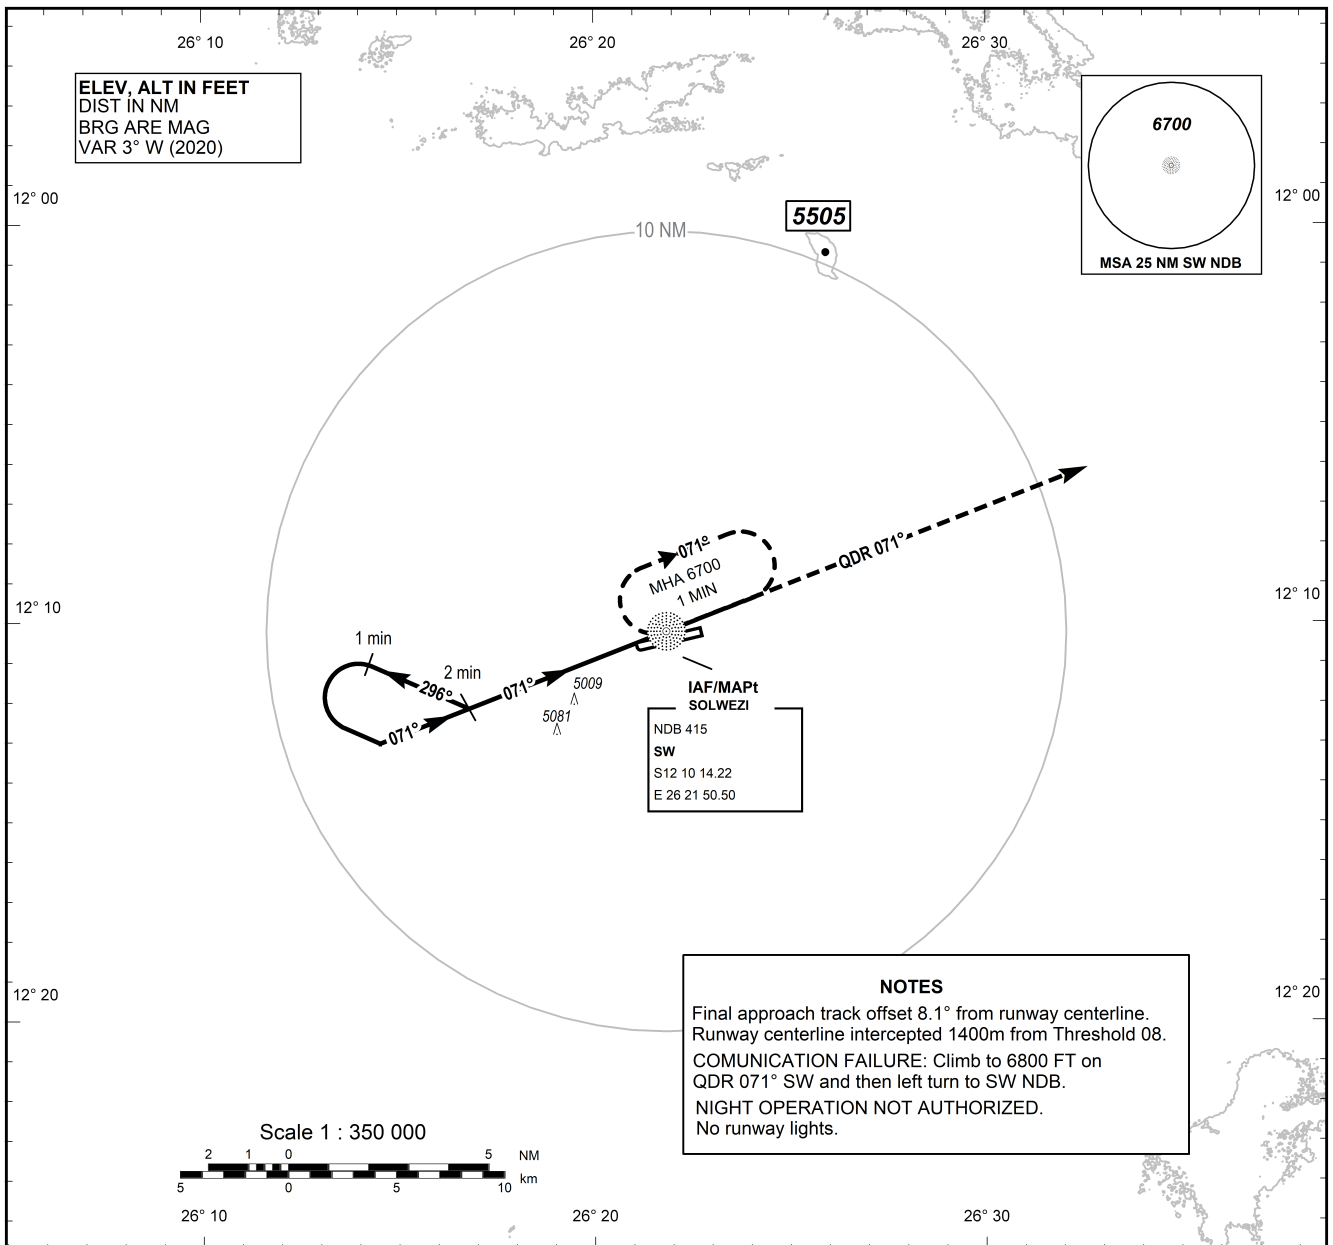 26° 10
26° 20
26° 30
ELEV, ALT IN FEET
DIST IN NM
BRG ARE MAG
VAR 3° W (2020)
6700
MSA 25 NM SW NDB
12° 00
12° 00
5505
10 NM
071º
MHA 6700
1 MIN
QDR 071°
12° 10
12° 10
1 min
2 min
296°
071°
071°
5009
5081
IAF/MAPt
SOLWEZI
NDB 415
SW
S12 10 14.22
E 26 21 50.50
12° 20
12° 20
NOTES
Final approach track offset 8.1° from runway centerline.
Runway centerline intercepted 1400m from Threshold 08.
COMUNICATION FAILURE: Climb to 6800 FT on
QDR 071° SW and then left turn to SW NDB.
NIGHT OPERATION NOT AUTHORIZED.
No runway lights.
Scale 1 : 350 000
2 1 0 5 NM
5 0 5 10 km
26° 10
26° 20
26° 30